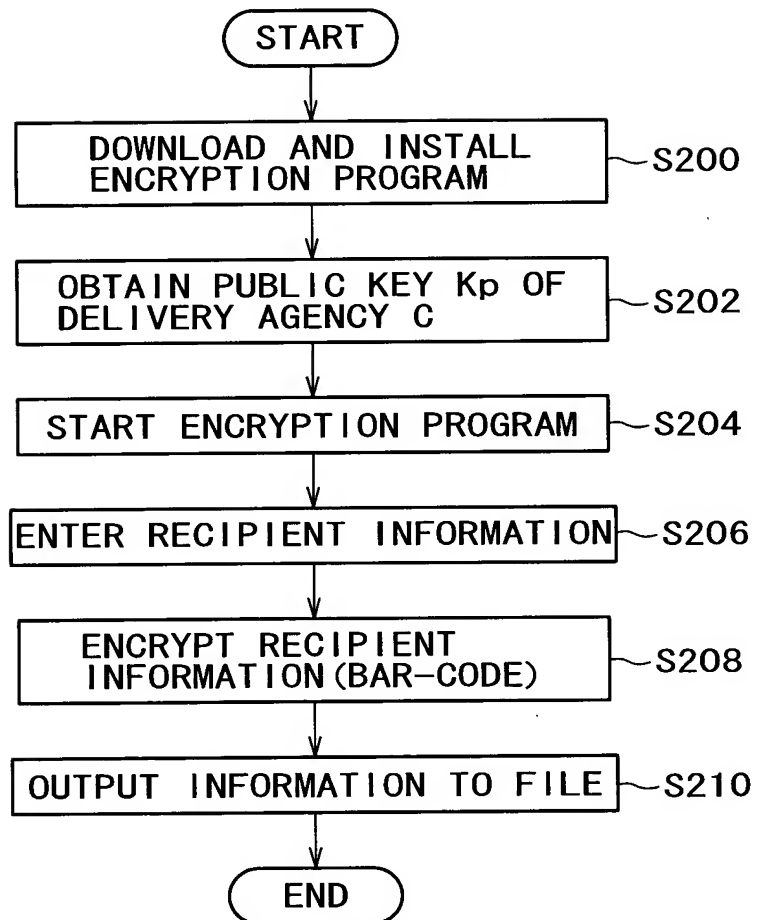 START
DOWNLOAD AND INSTALL
ENCRYPTION PROGRAM
S200
OBTAIN PUBLIC KEY Kp OF
DELIVERY AGENCY C
S202
START ENCRYPTION PROGRAM
S204
ENTER RECIPIENT INFORMATION
S206
ENCRYPT RECIPIENT
INFORMATION(BAR-CODE)
S208
OUTPUT INFORMATION TO FILE
S210
END